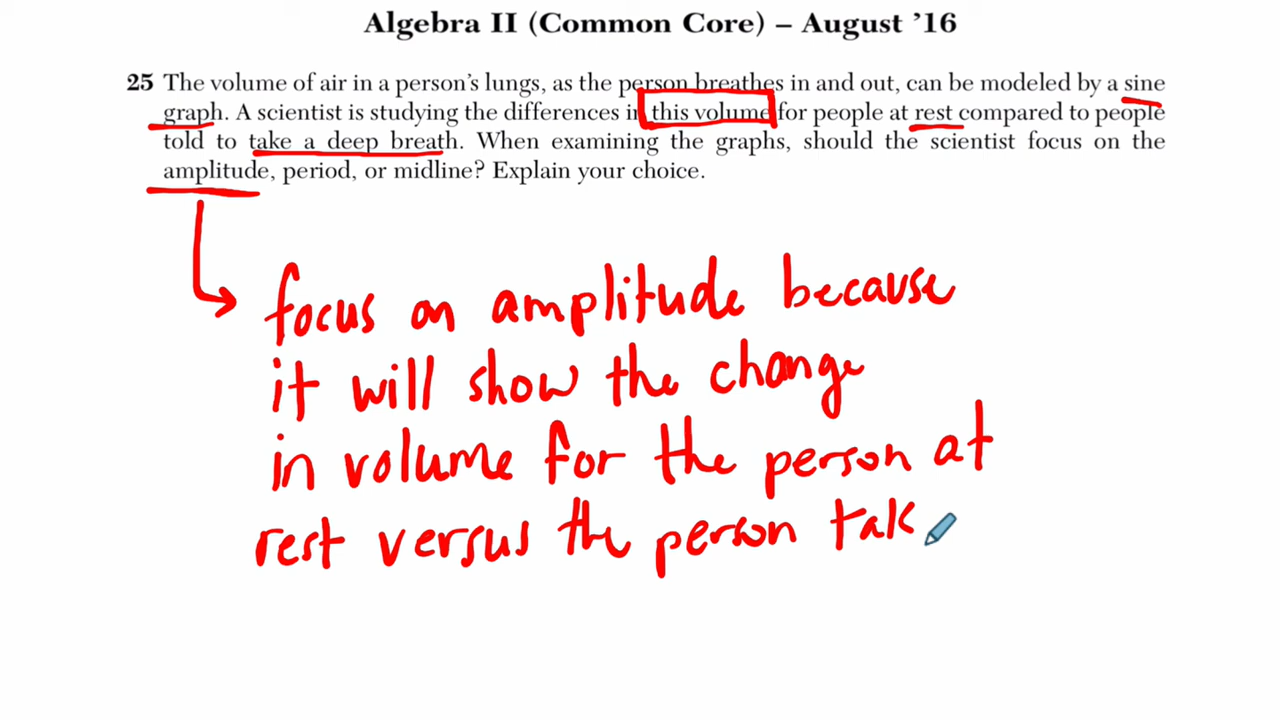 Algebra II (Common Core) – August ’16
25 The volume of air in a person’s lungs, as the person breathes in and out, can be modeled by a sine
graph. A scientist is studying the differences in this volume for people at rest compared to people
told to take a deep breath. When examining the graphs, should the scientist focus on the
amplitude, period, or midline? Explain your choice.
focus on amplitude because
it will show the change
in volume for the person at
rest versus the person tak